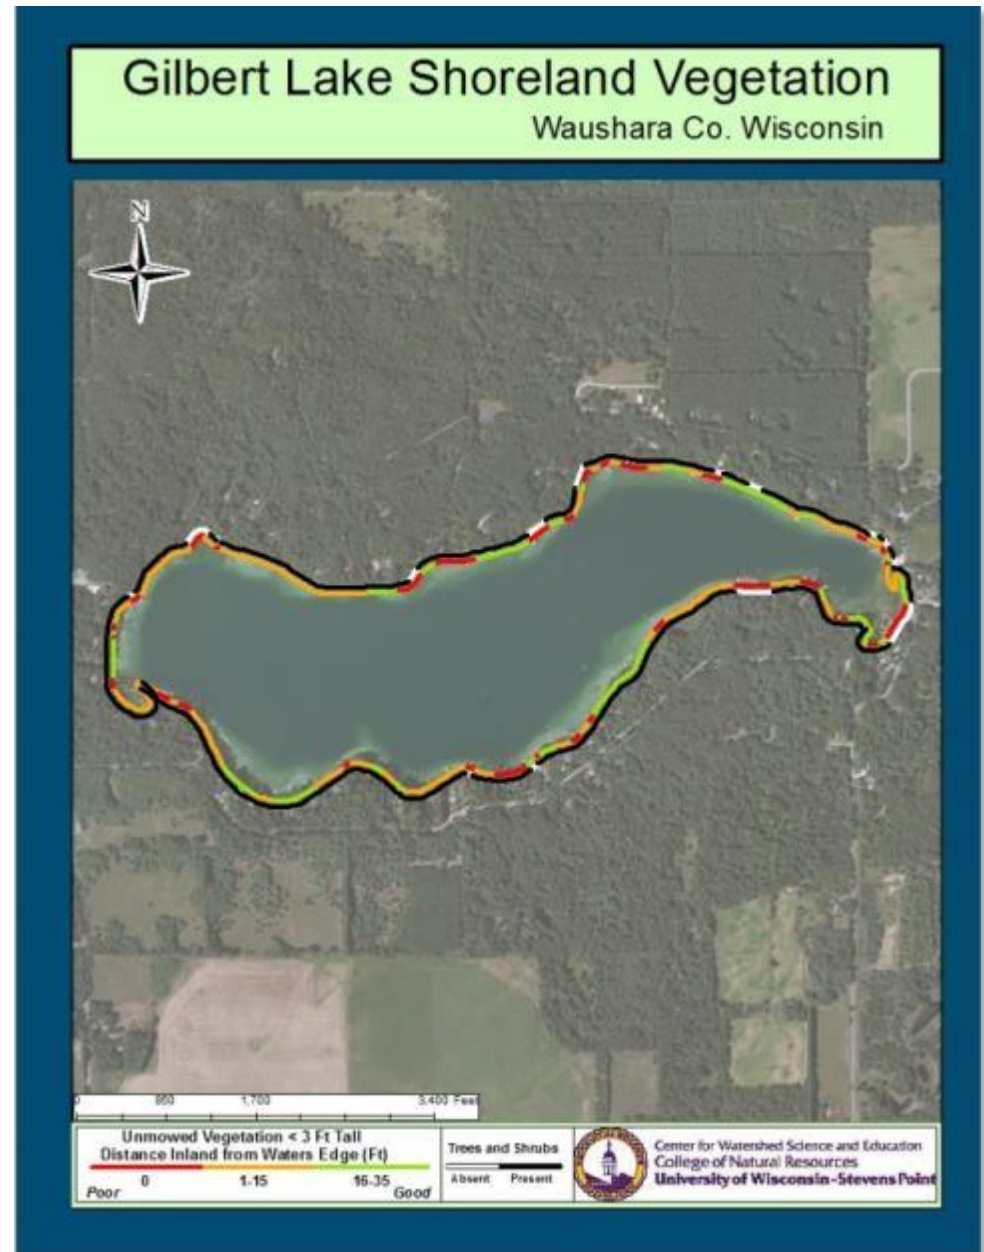 Gilbert Lake Shoreland Vegetation
Waushara Co. Wisconsin
N
0 850 1,700 3,400 Feet
Unmowed Vegetation < 3 Ft Tall
Distance Inland from Waters Edge (Ft)
0 1-15 16-35
Poor Good
Trees and Shrubs
Absent Present
Center for Watershed Science and Education
College of Natural Resources
University of Wisconsin-Stevens Point